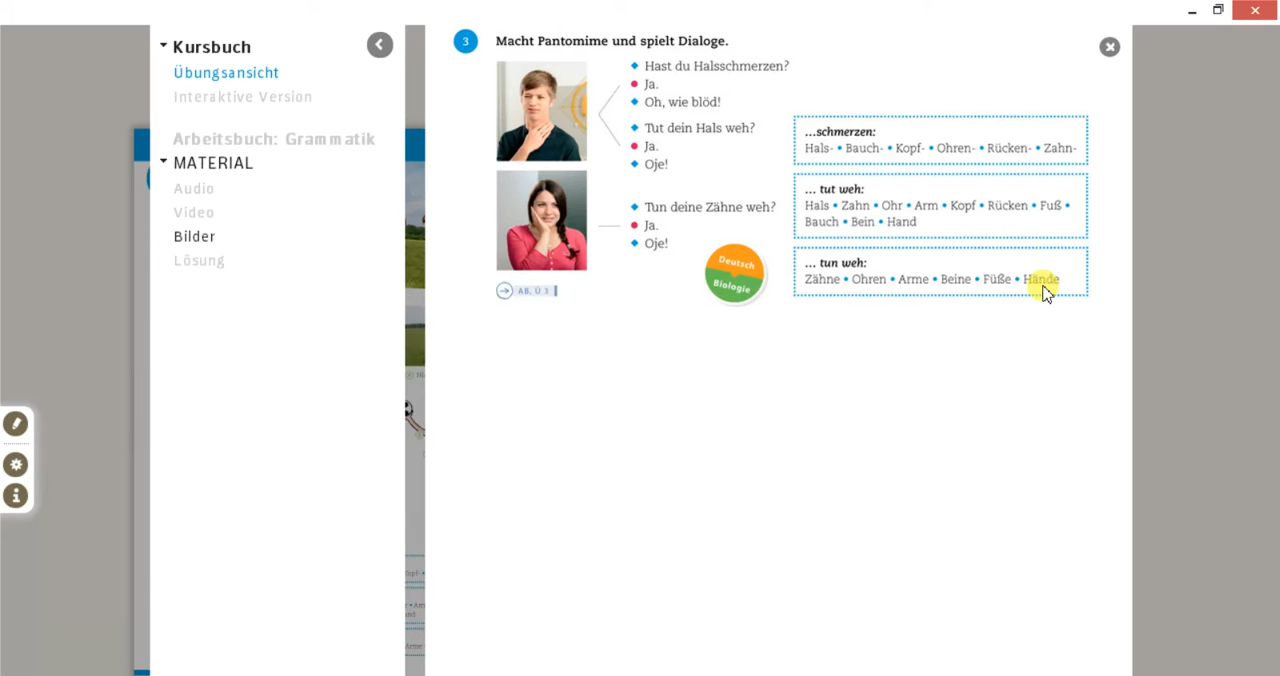 Kursbuch
Übungsansicht
Interaktive Version
Arbeitsbuch: Grammatik
MATERIAL
Audio
Video
Bilder
Lösung
3 Macht Pantomime und spielt Dialoge.
Hast du Halsschmerzen?
Ja.
Oh, wie blöd!
Tut dein Hals weh?
Ja.
Oje!
Tun deine Zähne weh?
Ja.
Oje!
Deutsch
Biologie
AB, Ü 3
...schmerzen:
Hals- • Bauch- • Kopf- • Ohren- • Rücken- • Zahn-
... tut weh:
Hals • Zahn • Ohr • Arm • Kopf • Rücken • Fuß •
Bauch • Bein • Hand
... tun weh:
Zähne • Ohren • Arme • Beine • Füße • Hände